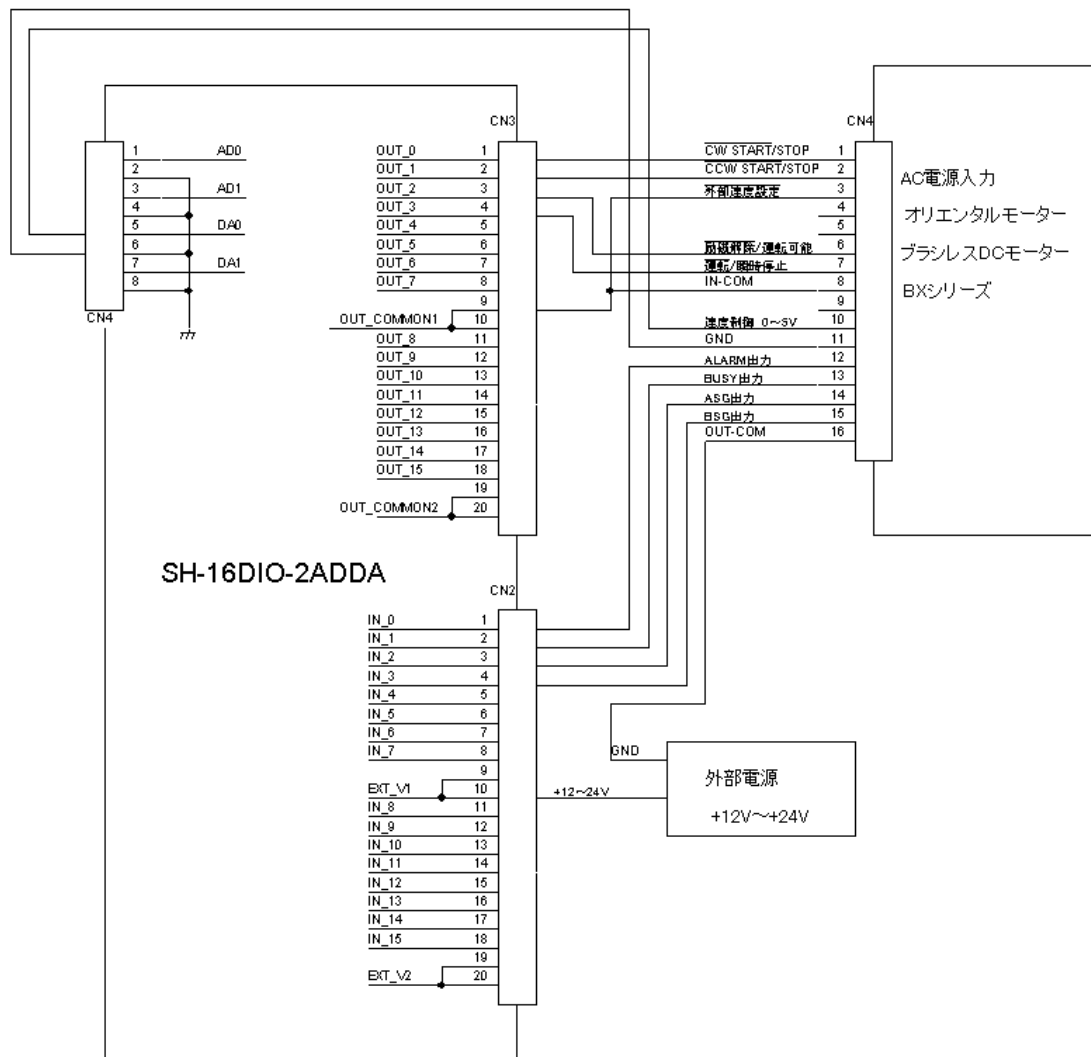 CN3
CN4
1 AD0
2
3 AD1
4
5 DA0
6
7 DA1
8
CN4
OUT_0 1
OUT_1 2
OUT_2 3
OUT_3 4
OUT_4 5
OUT_5 6
OUT_6 7
OUT_7 8
9
OUT_COMMON1 10
OUT_8 11
OUT_9 12
OUT_10 13
OUT_11 14
OUT_12 15
OUT_13 16
OUT_14 17
OUT_15 18
19
OUT_COMMON2 20
CW START/STOP 1
CCW START/STOP 2
外部速度設定 3
4
5
励磁解除/運転可能 6
運転/瞬時停止 7
IN-COM 8
9
速度制御 0～5V 10
GND 11
ALARM出力 12
BUSY出力 13
ASG出力 14
BSG出力 15
OUT-COM 16
AC電源入力
オリエンタルモーター
ブラシレスDCモーター
BXシリーズ
SH-16DIO-2ADDA
CN2
IN_0 1
IN_1 2
IN_2 3
IN_3 4
IN_4 5
IN_5 6
IN_6 7
IN_7 8
9
EXT_V1 10
IN_8 11
IN_9 12
IN_10 13
IN_11 14
IN_12 15
IN_13 16
IN_14 17
IN_15 18
19
EXT_V2 20
GND
+12～24V
外部電源
+12V～+24V